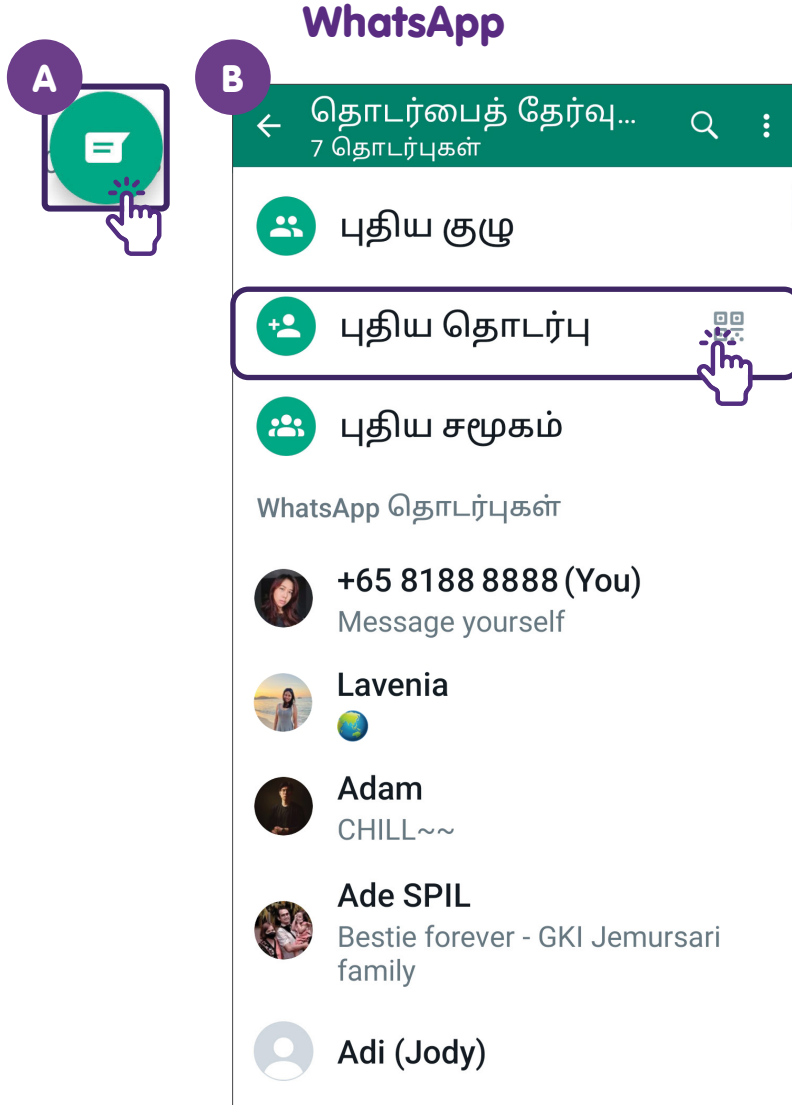 WhatsApp
A
B
தொடர்பைத் தேர்வு...
7 தொடர்புகள்
புதிய குழு
புதிய தொடர்பு
புதிய சமூகம்
WhatsApp தொடர்புகள்
+65 8188 8888 (You)
Message yourself
Lavenia
🌏
Adam
CHILL~~
Ade SPIL
Bestie forever - GKI Jemursari
family
Adi (Jody)